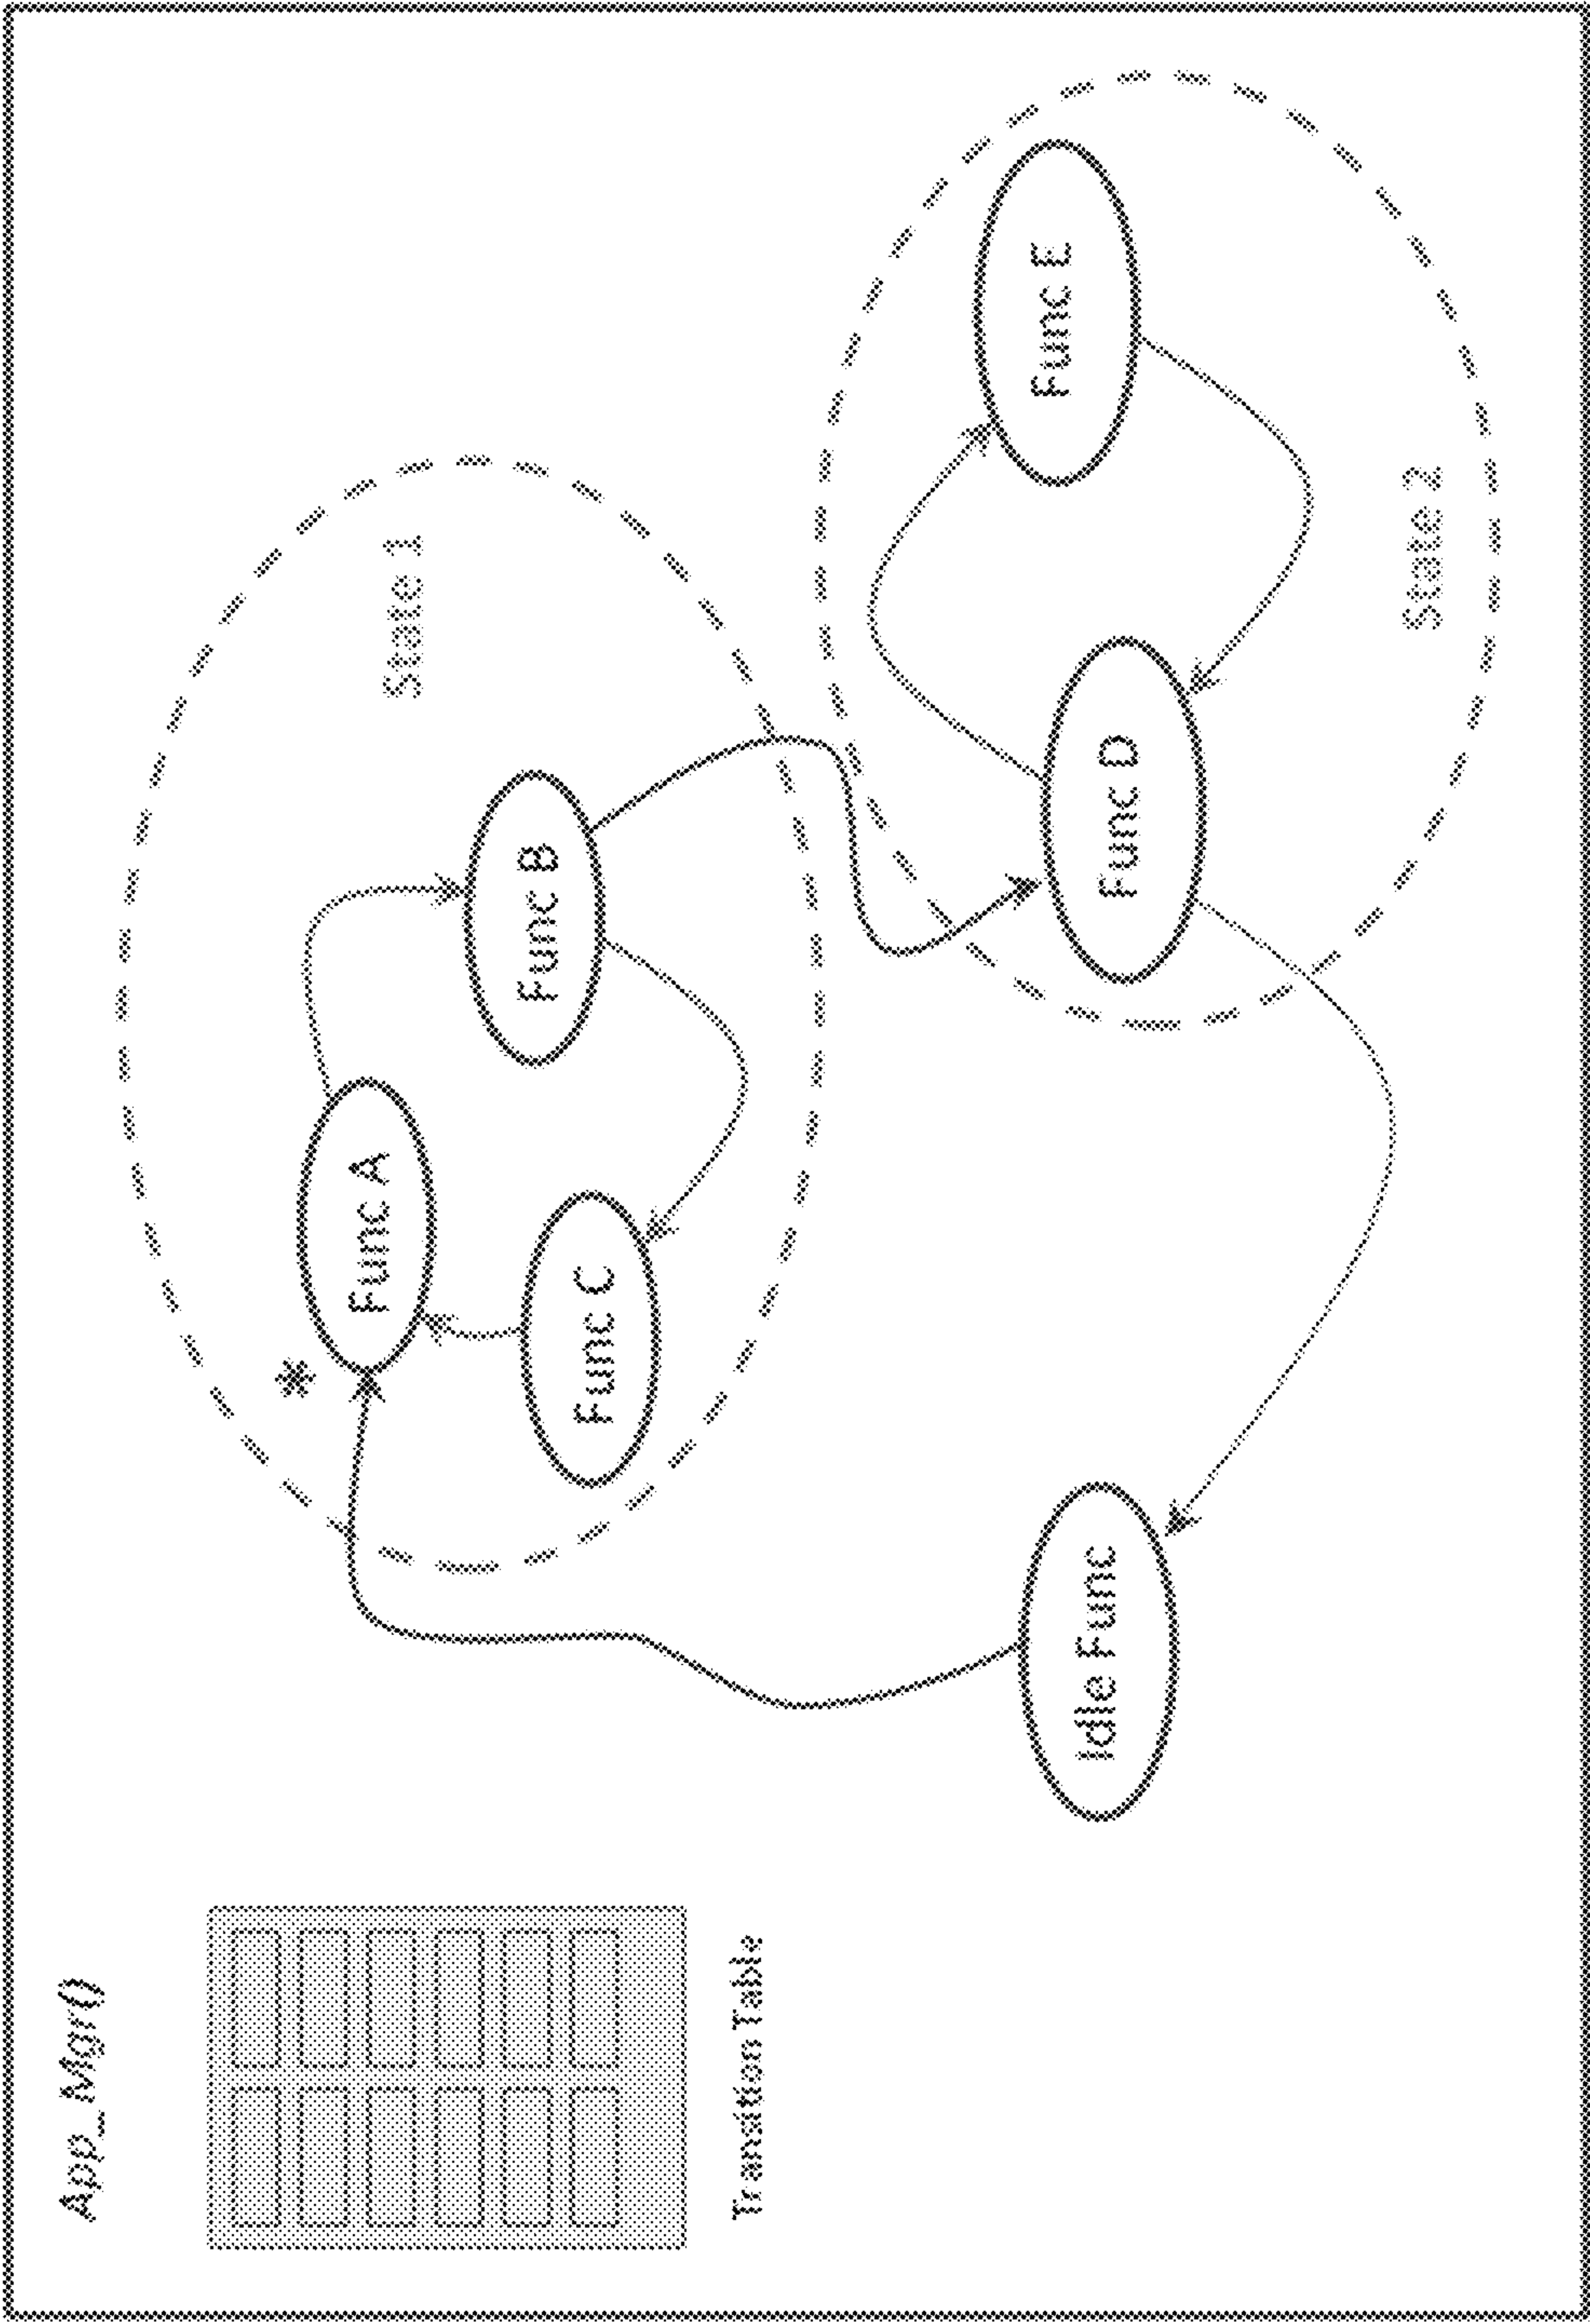 App_Mgr()
Transition Table
*
Func A
Func B
Func C
State 1
Idle Func
Func D
Func E
State 2